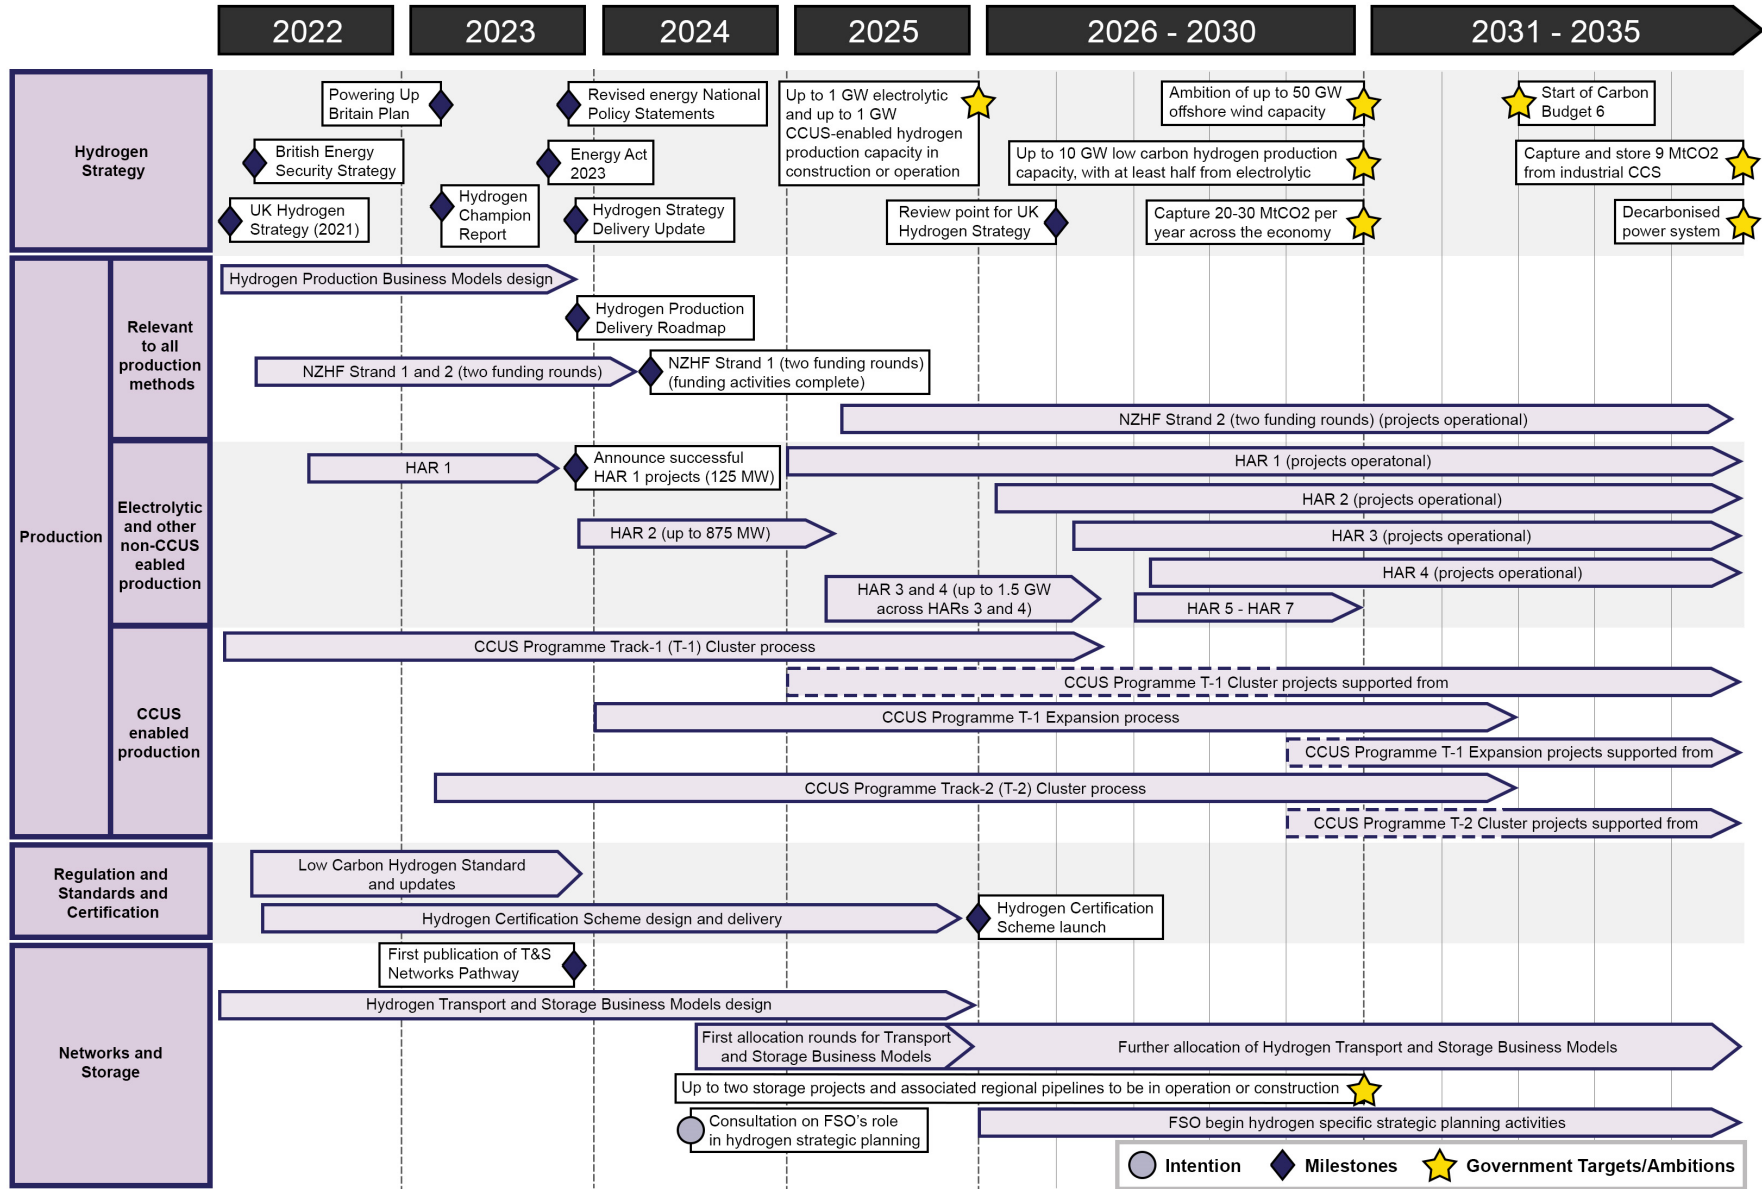 2022
2023
2024
2025
2026 - 2030
2031 - 2035
Hydrogen
Strategy
Powering Up
Britain Plan
Revised energy National
Policy Statements
Up to 1 GW electrolytic
and up to 1 GW
CCUS-enabled hydrogen
production capacity in
construction or operation
Ambition of up to 50 GW
offshore wind capacity
Start of Carbon
Budget 6
British Energy
Security Strategy
Energy Act
2023
Up to 10 GW low carbon hydrogen production
capacity, with at least half from electrolytic
Capture and store 9 MtCO2
from industrial CCS
UK Hydrogen
Strategy (2021)
Hydrogen
Champion
Report
Hydrogen Strategy
Delivery Update
Review point for UK
Hydrogen Strategy
Capture 20-30 MtCO2 per
year across the economy
Decarbonised
power system
Production
Relevant
to all
production
methods
Hydrogen Production Business Models design
Hydrogen Production
Delivery Roadmap
NZHF Strand 1 and 2 (two funding rounds)
NZHF Strand 1 (two funding rounds)
(funding activities complete)
NZHF Strand 2 (two funding rounds) (projects operational)
Electrolytic
and other
non-CCUS
eabled
production
HAR 1
Announce successful
HAR 1 projects (125 MW)
HAR 1 (projects operatonal)
HAR 2 (projects operational)
HAR 2 (up to 875 MW)
HAR 3 (projects operational)
HAR 4 (projects operational)
HAR 3 and 4 (up to 1.5 GW
across HARs 3 and 4)
HAR 5 - HAR 7
CCUS
enabled
production
CCUS Programme Track-1 (T-1) Cluster process
CCUS Programme T-1 Cluster projects supported from
CCUS Programme T-1 Expansion process
CCUS Programme T-1 Expansion projects supported from
CCUS Programme Track-2 (T-2) Cluster process
CCUS Programme T-2 Cluster projects supported from
Regulation and
Standards and
Certification
Low Carbon Hydrogen Standard
and updates
Hydrogen Certification Scheme design and delivery
Hydrogen Certification
Scheme launch
Networks and
Storage
First publication of T&S
Networks Pathway
Hydrogen Transport and Storage Business Models design
First allocation rounds for Transport
and Storage Business Models
Further allocation of Hydrogen Transport and Storage Business Models
Up to two storage projects and associated regional pipelines to be in operation or construction
Consultation on FSO's role
in hydrogen strategic planning
FSO begin hydrogen specific strategic planning activities
Intention
Milestones
Government Targets/Ambitions